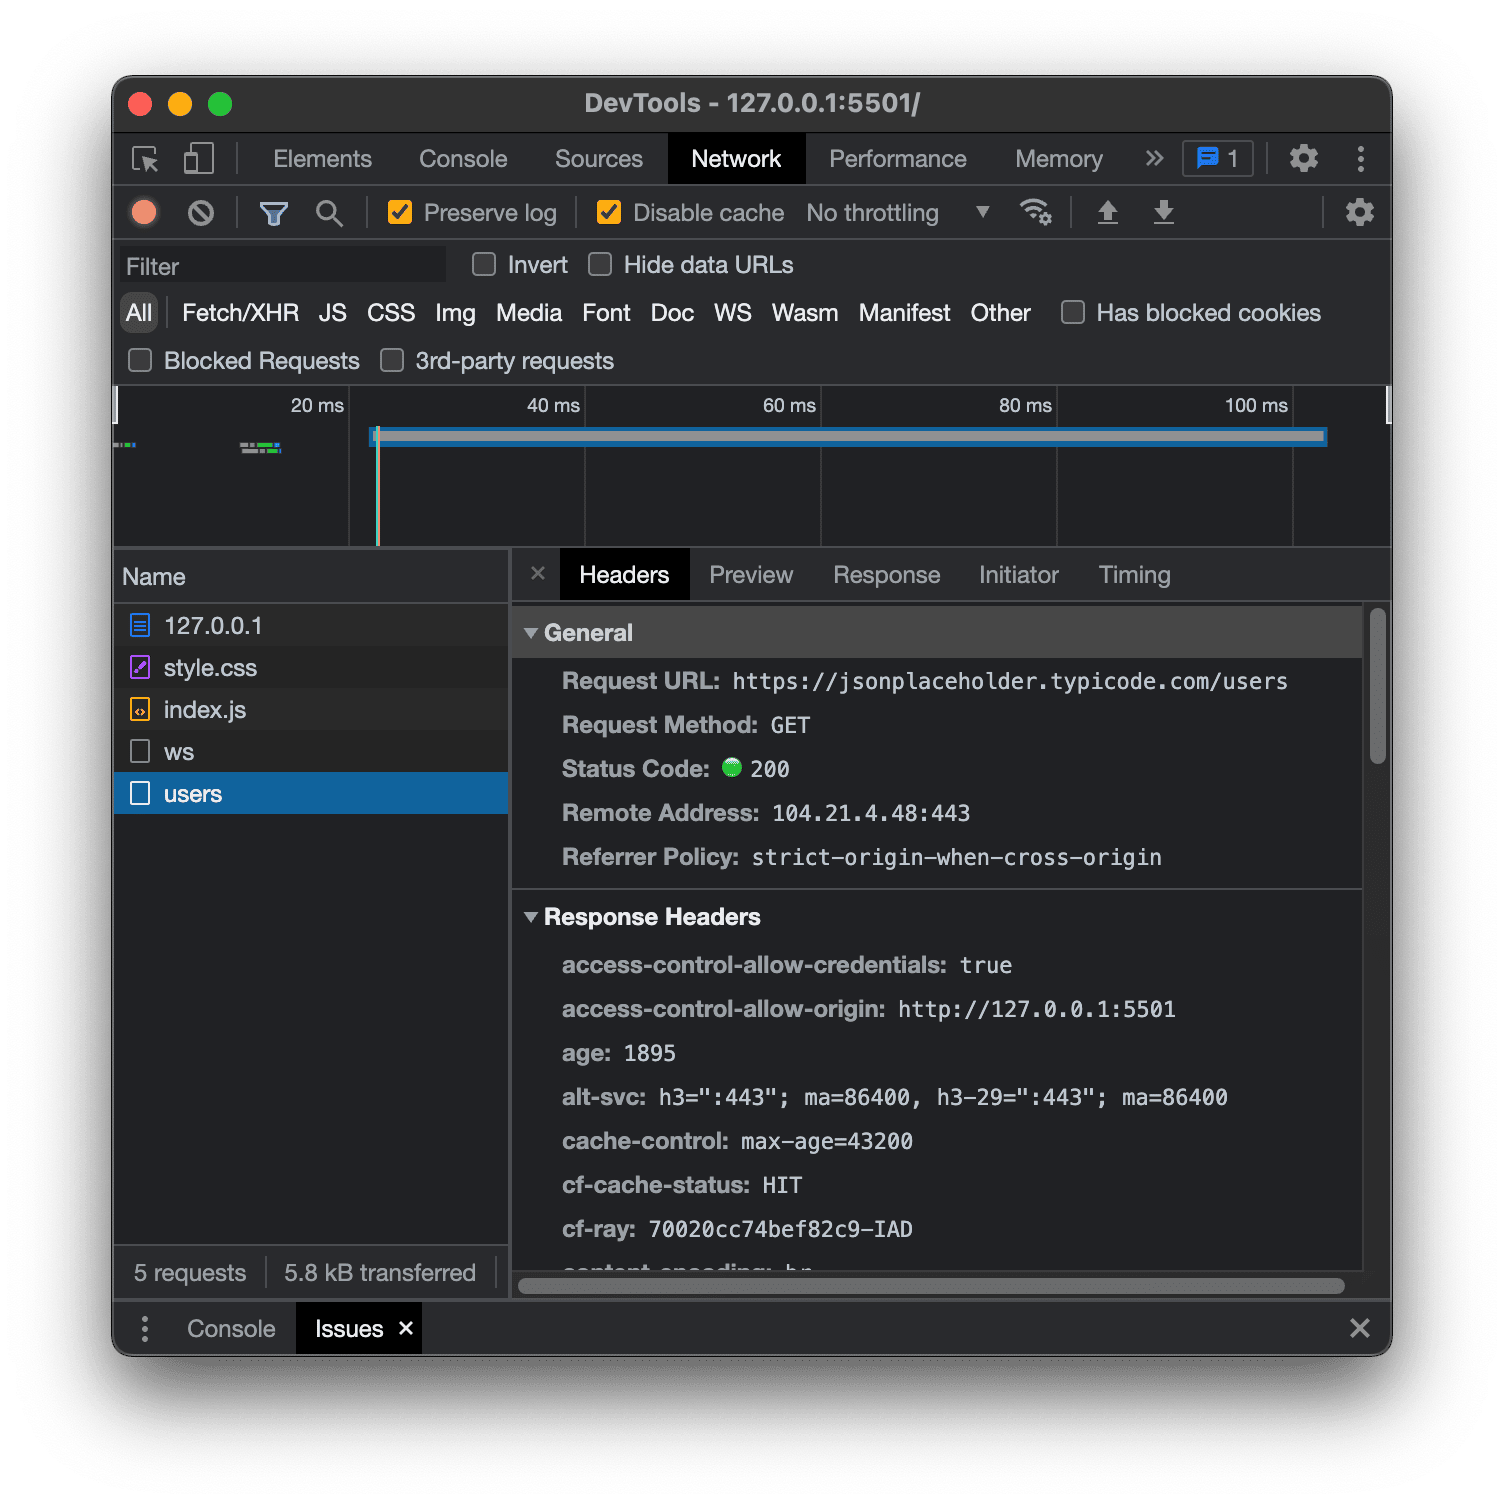 DevTools - 127.0.0.1:5501/
Elements Console Sources Network Performance Memory » 1
Preserve log Disable cache No throttling
Filter Invert Hide data URLs
All Fetch/XHR JS CSS Img Media Font Doc WS Wasm Manifest Other Has blocked cookies
Blocked Requests 3rd-party requests
20 ms 40 ms 60 ms 80 ms 100 ms
Name
127.0.0.1
style.css
index.js
ws
users
5 requests 5.8 kB transferred
Headers Preview Response Initiator Timing
General
Request URL: https://jsonplaceholder.typicode.com/users
Request Method: GET
Status Code: 200
Remote Address: 104.21.4.48:443
Referrer Policy: strict-origin-when-cross-origin
Response Headers
access-control-allow-credentials: true
access-control-allow-origin: http://127.0.0.1:5501
age: 1895
alt-svc: h3=":443"; ma=86400, h3-29=":443"; ma=86400
cache-control: max-age=43200
cf-cache-status: HIT
cf-ray: 70020cc74bef82c9-IAD
content-encoding: br
Console Issues